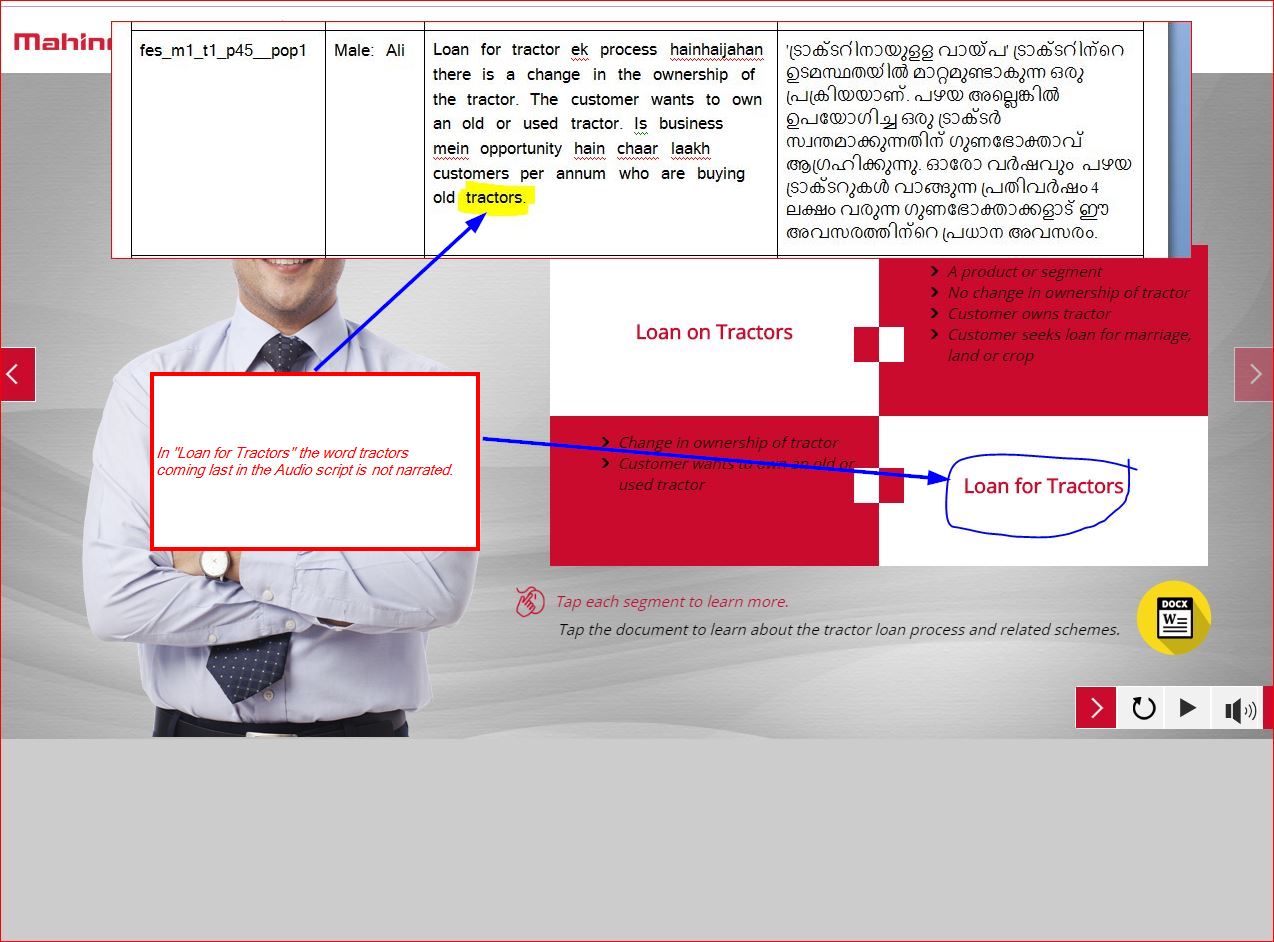 fes_m1_t1_p45__pop1
Male: Ali
Loan for tractor ek process hainhaijahan
there is a change in the ownership of
the tractor. The customer wants to own
an old or used tractor. Is business
mein opportunity hain chaar laakh
customers per annum who are buying
old tractors.
'ട്രാക്ടറിനായുളള വായ്പ' ട്രാക്ടറിന്റെ
ഉടമസ്ഥതയിൽ മാറ്റമുണ്ടാകുന്ന ഒരു
പ്രക്രിയയാണ്. പഴയ അല്ലെങ്കിൽ
ഉപയോഗിച്ച ഒരു ട്രാക്ടർ
സ്വന്തമാക്കുന്നതിന് ഗുണഭോക്താവ്
ആഗ്രഹിക്കുന്നു. ഓരോ വർഷവും പഴയ
ട്രാക്ടറുകൾ വാങ്ങുന്ന പ്രതിവർഷം 4
ലക്ഷം വരുന്ന ഗുണഭോക്താക്കളാട് ഈ
അവസരത്തിന്റെ പ്രധാന അവസരം.
Loan on Tractors
A product or segment
No change in ownership of tractor
Customer owns tractor
Customer seeks loan for marriage,
land or crop
In "Loan for Tractors" the word tractors
coming last in the Audio script is not narrated.
Change in ownership of tractor
Customer wants to own an old or
used tractor
Loan for Tractors
Tap each segment to learn more.
Tap the document to learn about the tractor loan process and related schemes.
DOCX
W